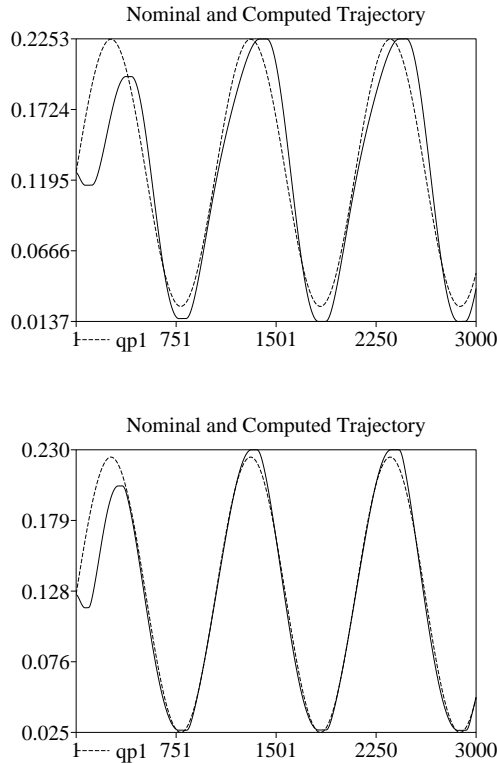 Nominal and Computed Trajectory
0.2253
0.1724
0.1195
0.0666
0.0137
1 751 1501 2250 3000
qp1
Nominal and Computed Trajectory
0.230
0.179
0.128
0.076
0.025
1 751 1501 2250 3000
qp1